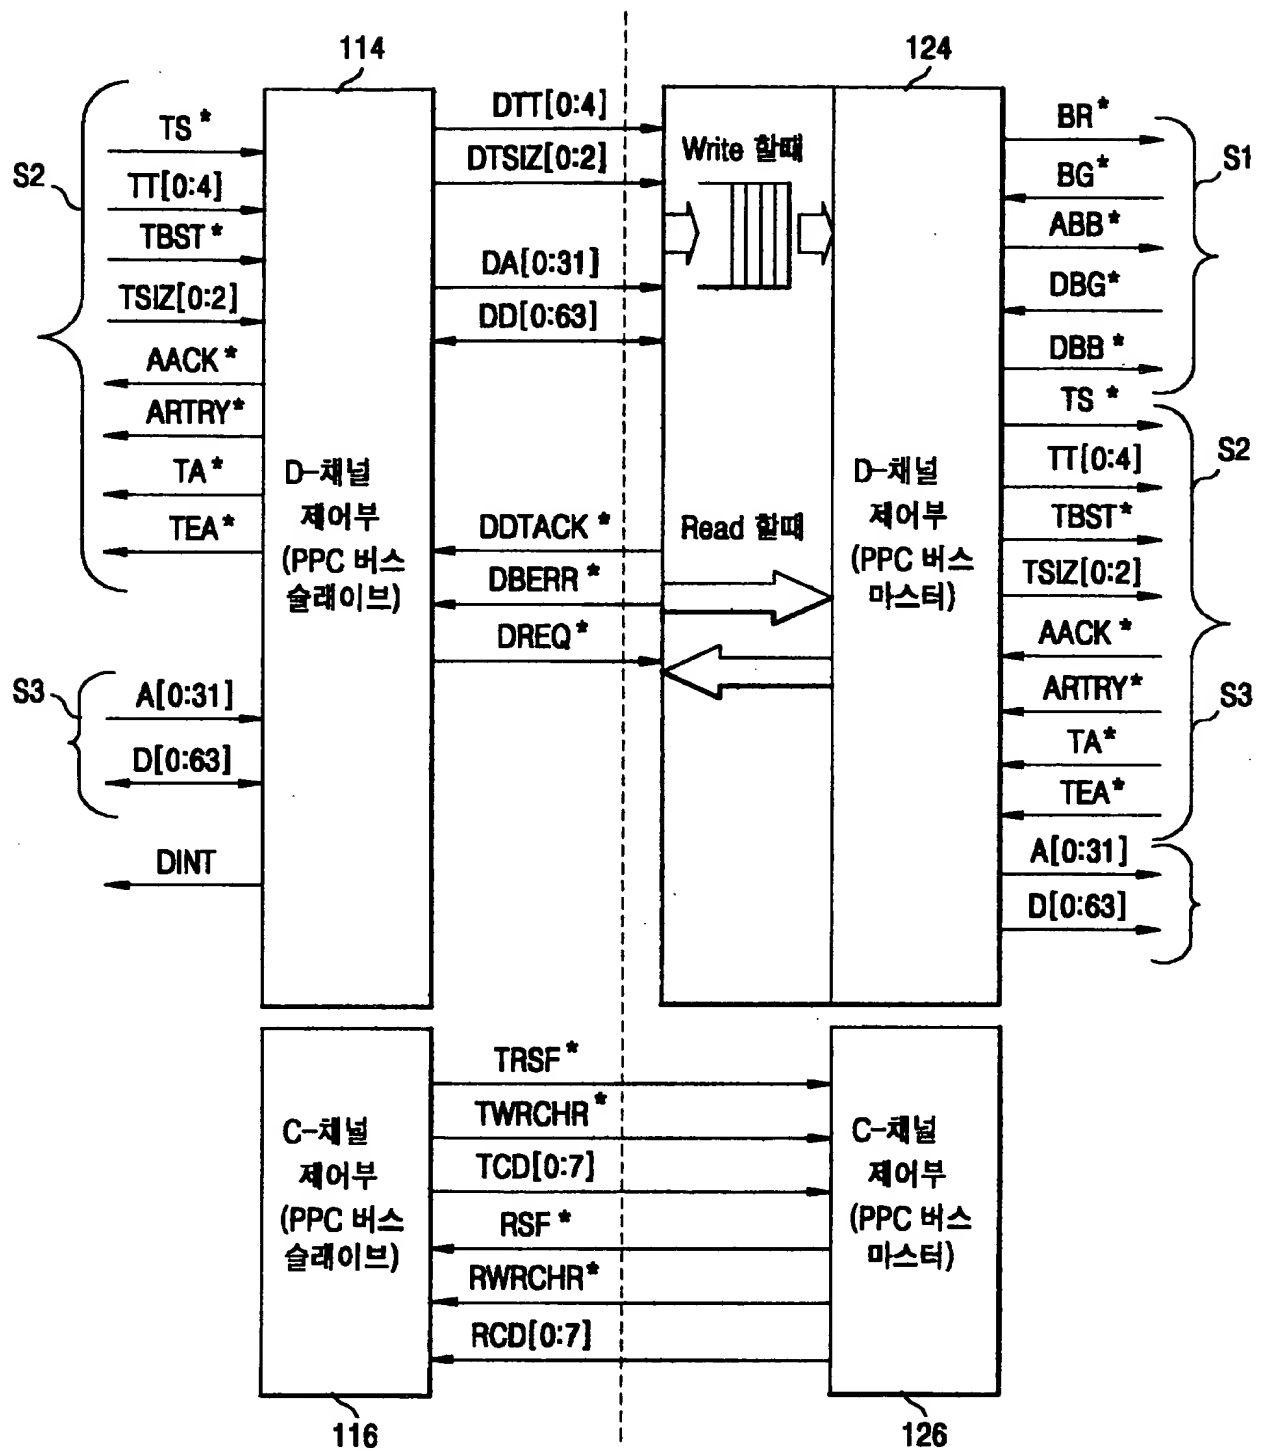 114
124
S2
TS*
TT[0:4]
TBST*
TSIZ[0:2]
AACK*
ARTRY*
TA*
TEA*
S3
A[0:31]
D[0:63]
DINT
D-채널
제어부
(PPC 버스
슬래이브)
DTT[0:4]
DTSIZ[0:2]
DA[0:31]
DD[0:63]
DDTACK*
DBERR*
DREQ*
Write 할때
Read 할때
D-채널
제어부
(PPC 버스
마스터)
BR*
BG*
ABB*
DBG*
DBB*
S1
TS*
TT[0:4]
TBST*
TSIZ[0:2]
AACK*
ARTRY*
TA*
TEA*
S2
S3
A[0:31]
D[0:63]
C-채널
제어부
(PPC 버스
슬래이브)
TRSF*
TWRCHR*
TCD[0:7]
RSF*
RWRCHR*
RCD[0:7]
C-채널
제어부
(PPC 버스
마스터)
116
126